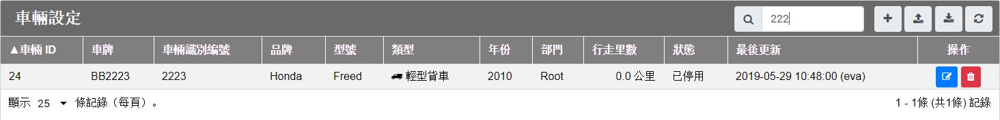 車輛設定
222
▲車輛 ID 車牌 車輛識別編號 品牌 型號 類型 年份 部門 行走里數 狀態 最後更新 操作
24 BB2223 2223 Honda Freed 輕型貨車 2010 Root 0.0 公里 已停用 2019-05-29 10:48:00 (eva)
顯示 25 條記錄（每頁）。 1 - 1條 (共1條) 記錄